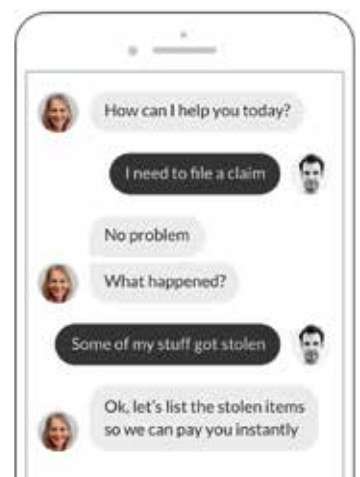 How can I help you today?
I need to file a claim
No problem
What happened?
Some of my stuff got stolen
Ok, let's list the stolen items
so we can pay you instantly